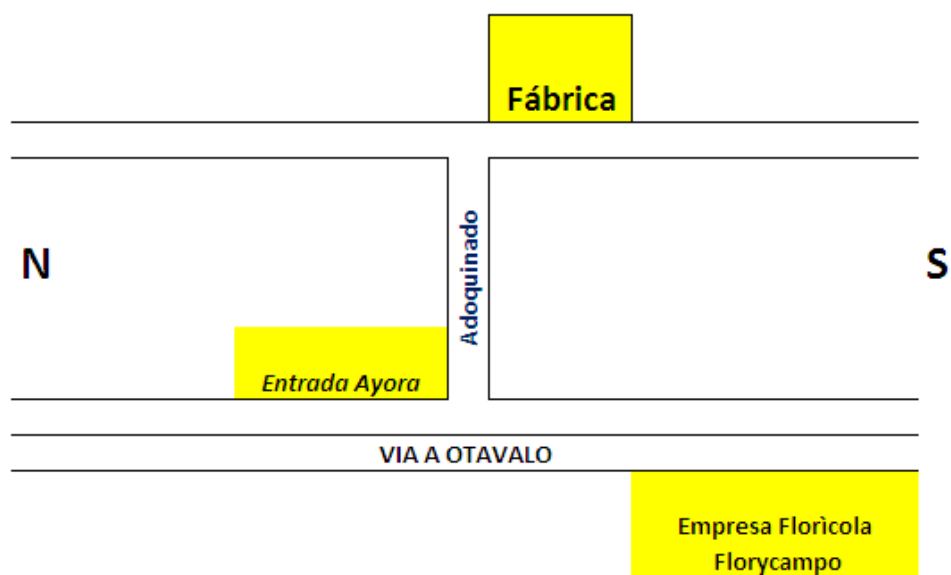 Fábrica
N
Adoquinado
S
Entrada Ayora
VIA A OTAVALO
Empresa Florìcola
Florycampo